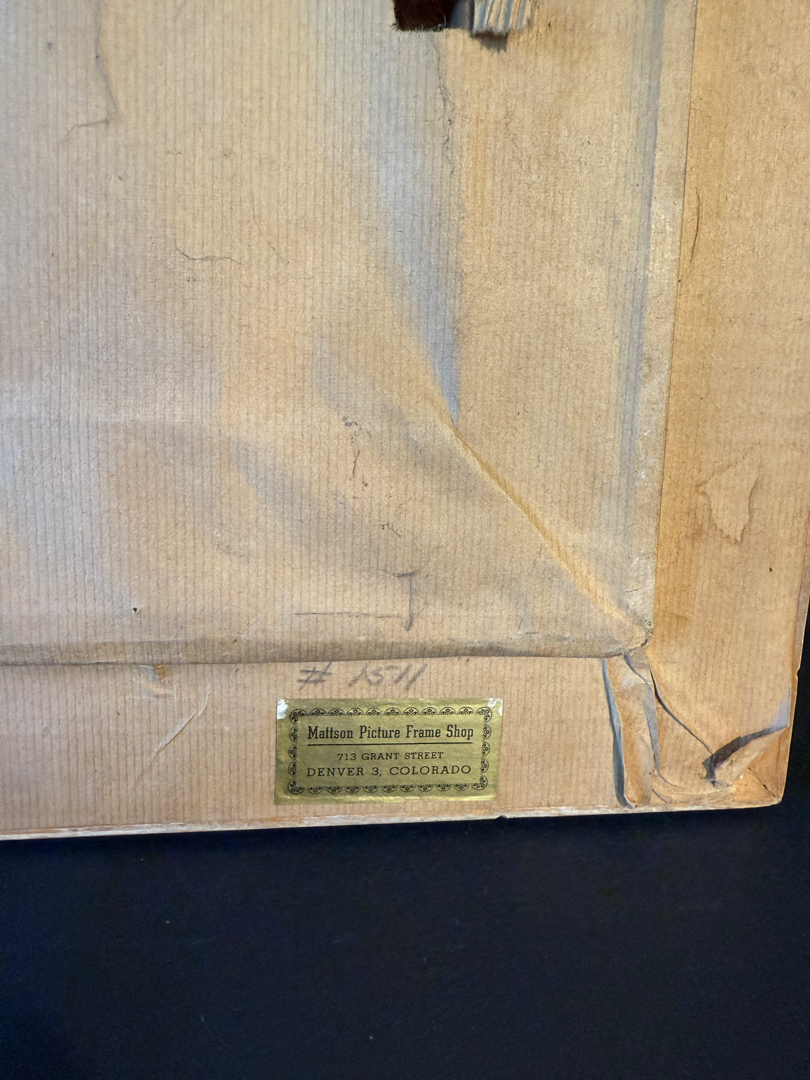 # 1511
Mattson Picture Frame Shop
713 GRANT STREET
DENVER 3, COLORADO